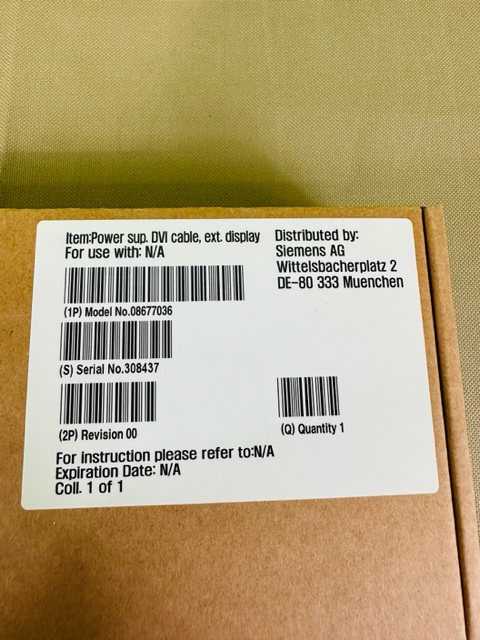 Item:Power sup. DVI cable, ext. display
For use with: N/A
Distributed by:
Siemens AG
Wittelsbacherplatz 2
DE-80 333 Muenchen
(1P) Model No.08677036
(S) Serial No.308437
(2P) Revision 00
(Q) Quantity 1
For instruction please refer to:N/A
Expiration Date: N/A
Coll. 1 of 1